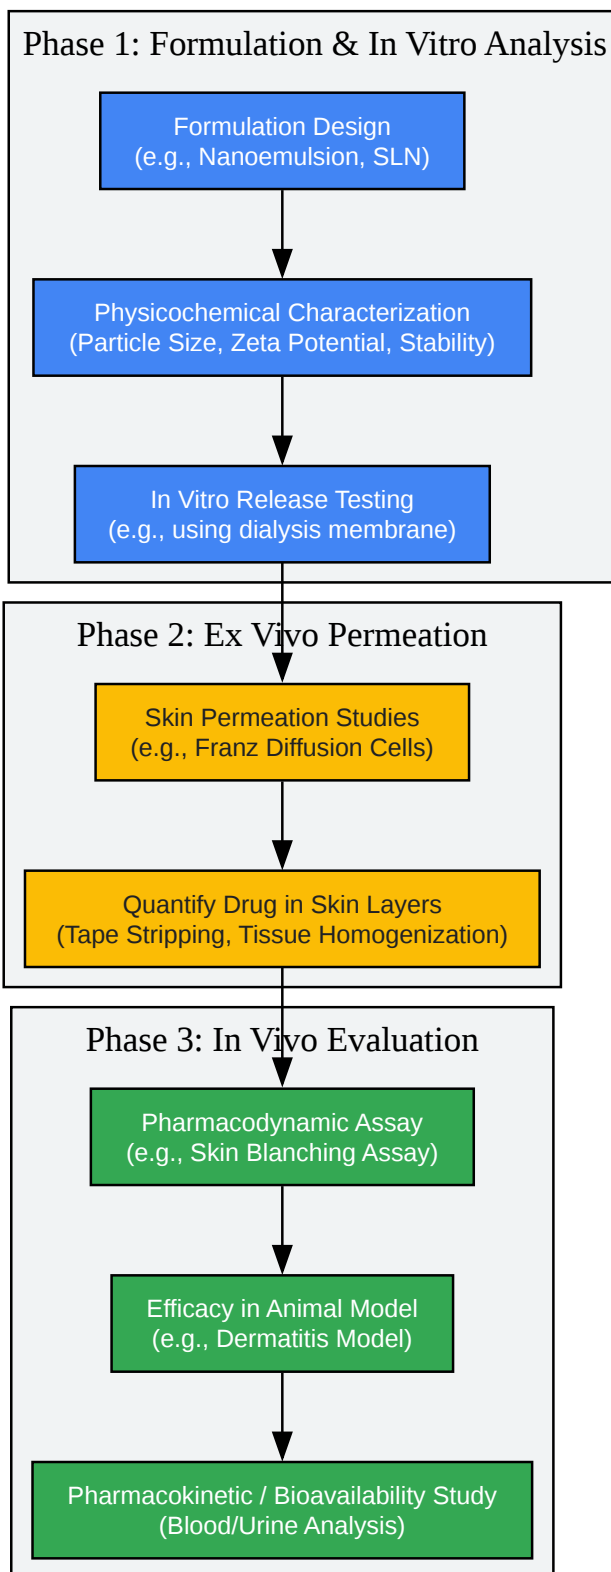 Phase 1: Formulation & In Vitro Analysis
Formulation Design
(e.g., Nanoemulsion, SLN)
Physicochemical Characterization
(Particle Size, Zeta Potential, Stability)
In Vitro Release Testing
(e.g., using dialysis membrane)
Phase 2: Ex Vivo Permeation
Skin Permeation Studies
(e.g., Franz Diffusion Cells)
Quantify Drug in Skin Layers
(Tape Stripping, Tissue Homogenization)
Phase 3: In Vivo Evaluation
Pharmacodynamic Assay
(e.g., Skin Blanching Assay)
Efficacy in Animal Model
(e.g., Dermatitis Model)
Pharmacokinetic / Bioavailability Study
(Blood/Urine Analysis)